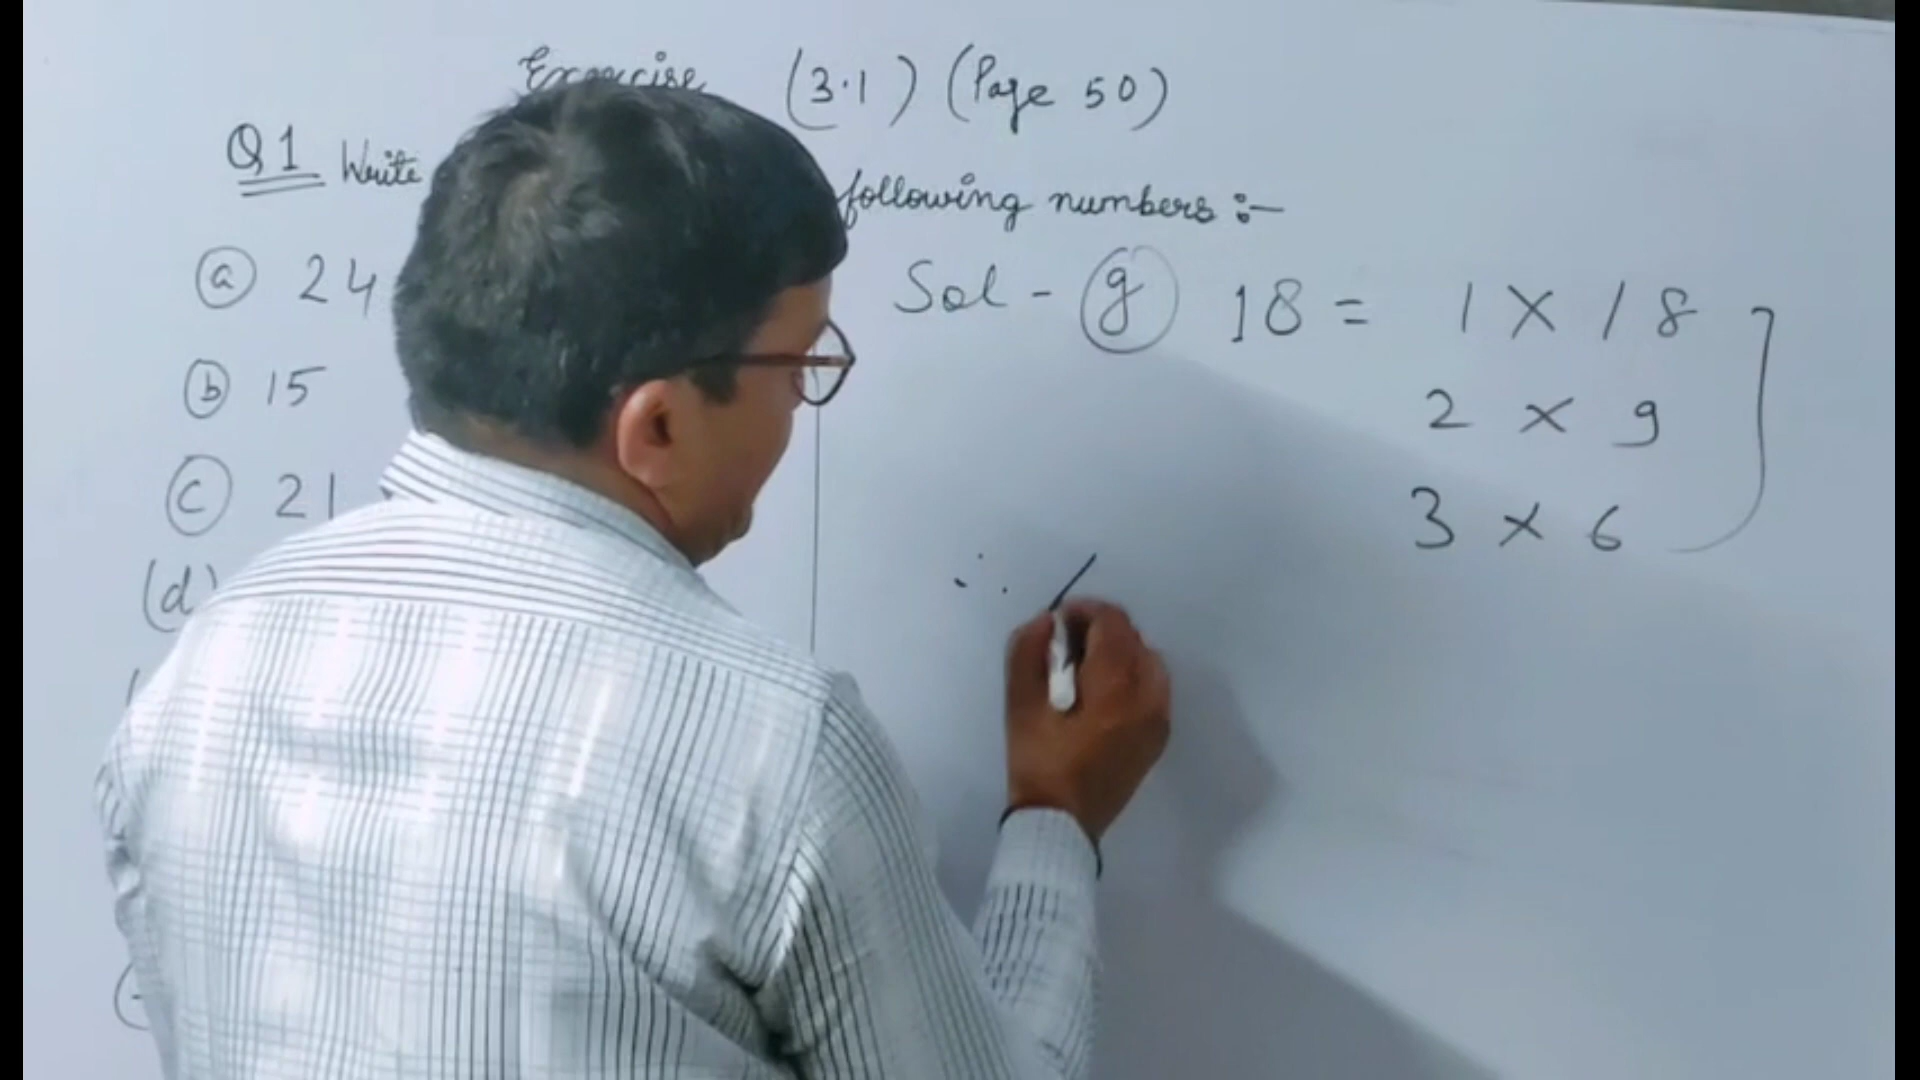 Exercise (3.1) (Page 50)
Q1 Write following numbers :-
(a) 24
(b) 15
(c) 21
(d)
Sol - (g) 18 = 1 X 18
2 x 9
3 x 6
∴